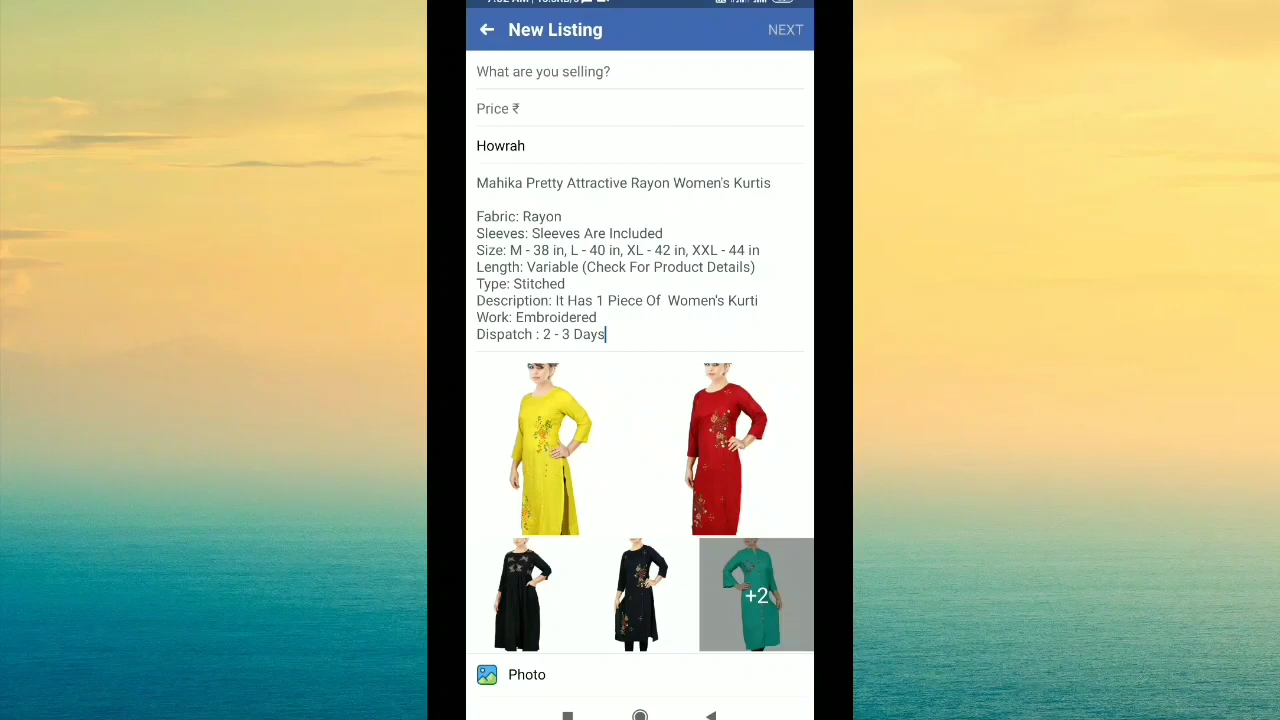 New Listing
NEXT
What are you selling?
Price ₹
Howrah
Mahika Pretty Attractive Rayon Women's Kurtis
Fabric: Rayon
Sleeves: Sleeves Are Included
Size: M - 38 in, L - 40 in, XL - 42 in, XXL - 44 in
Length: Variable (Check For Product Details)
Type: Stitched
Description: It Has 1 Piece Of  Women's Kurti
Work: Embroidered
Dispatch : 2 - 3 Days
+2
Photo